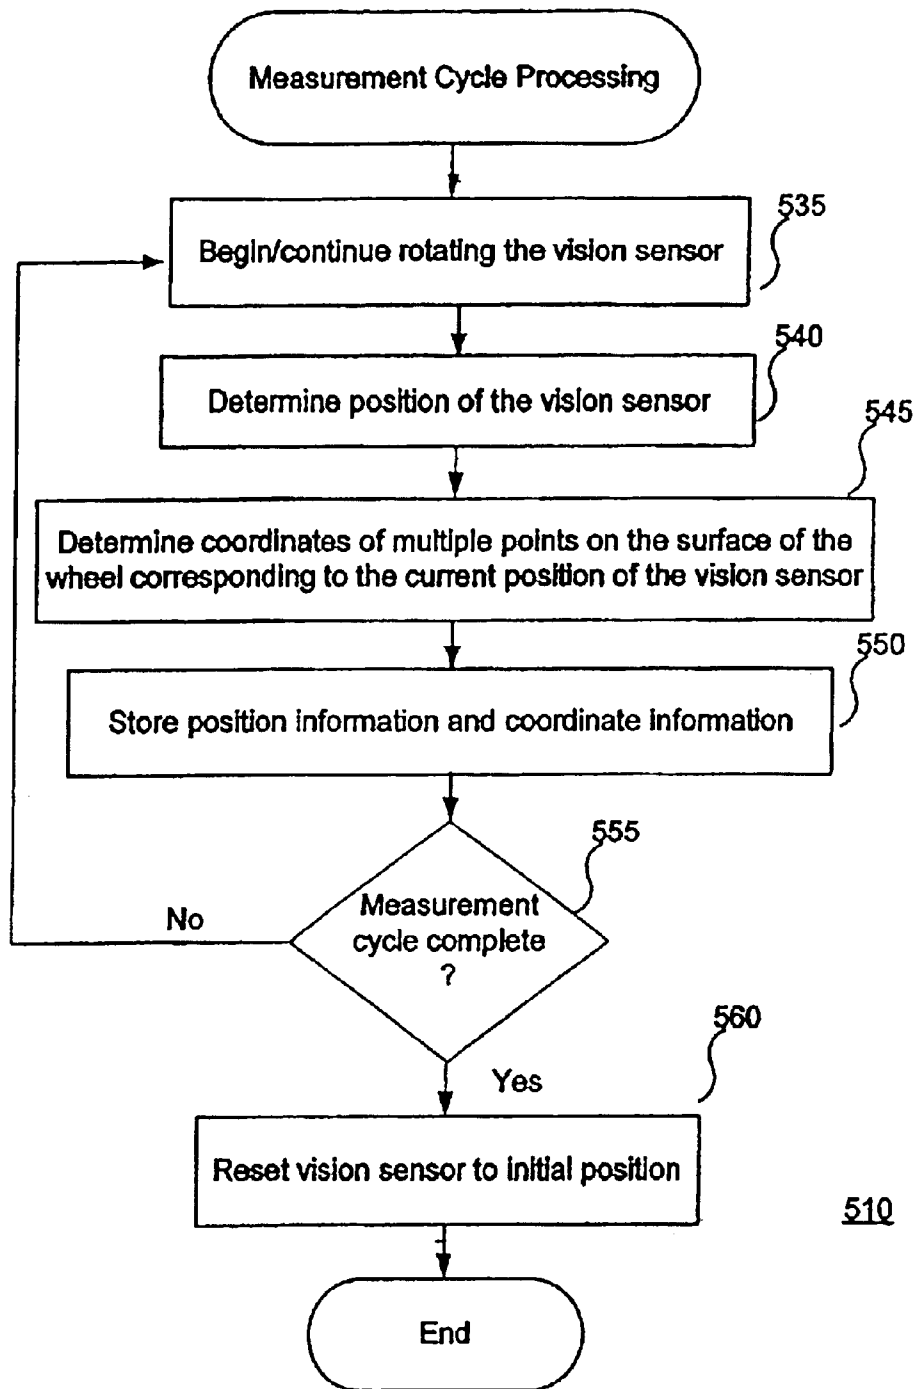 Measurement Cycle Processing
535
Begin/continue rotating the vision sensor
540
Determine position of the vision sensor
545
Determine coordinates of multiple points on the surface of the
wheel corresponding to the current position of the vision sensor
550
Store position information and coordinate information
555
Measurement
cycle complete
?
No
Yes
560
Reset vision sensor to initial position
510
End